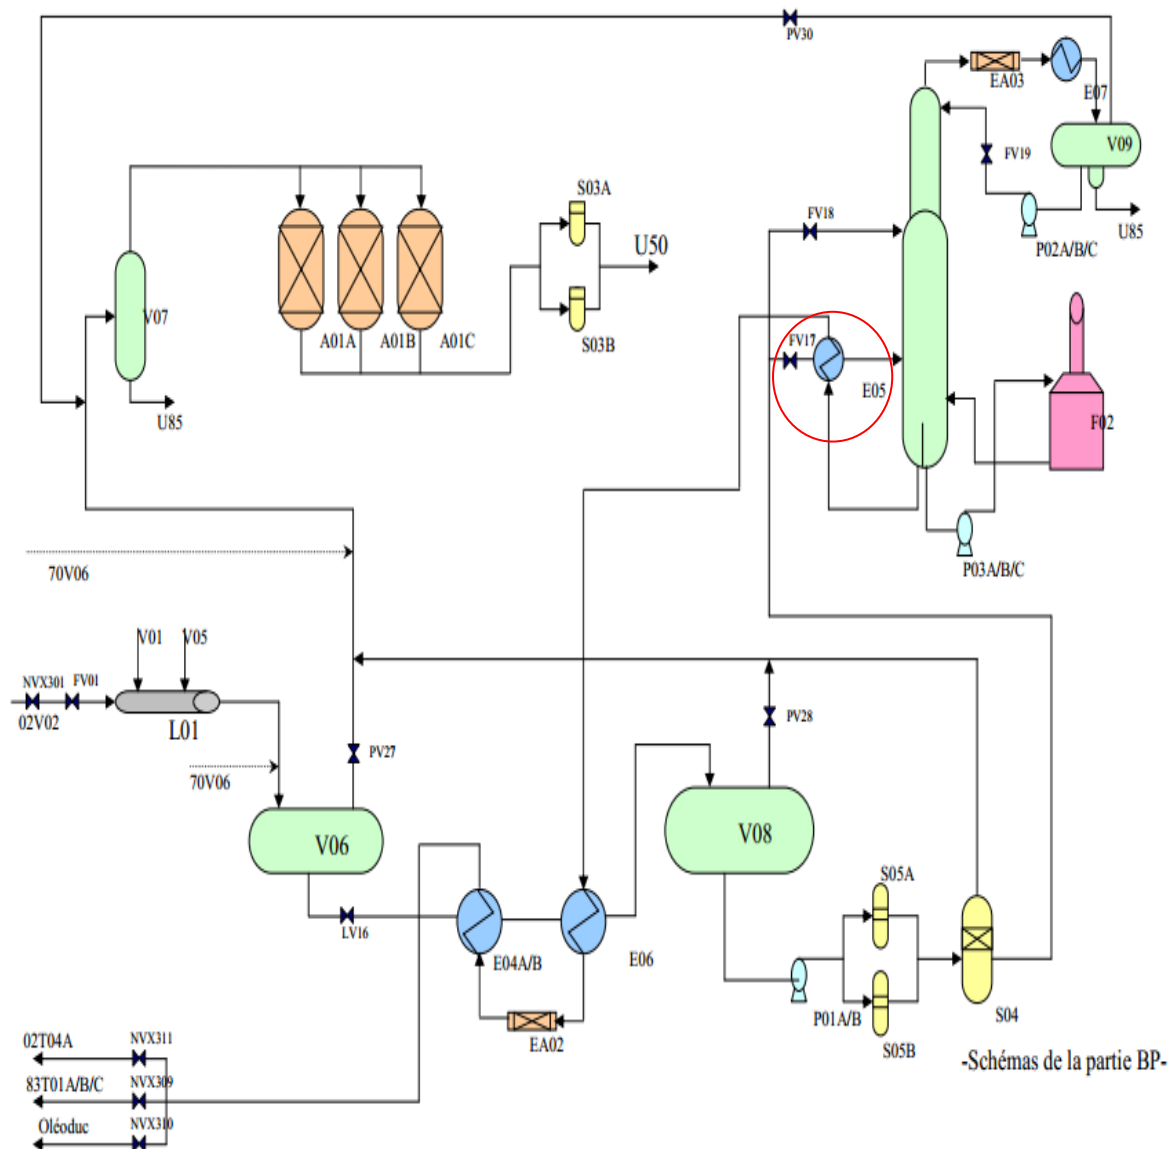 PV30
EA03
E07
V09
FV19
S03A
FV18
U85
U50
P02A/B/C
V07
A01A
A01B
A01C
S03B
FV17
E05
U85
F02
70V06
P03A/B/C
V01
V05
NVX301
FV01
02V02
L01
PV28
PV27
70V06
V06
V08
S05A
LV16
E04A/B
E06
P01A/B
S04
EA02
S05B
02T04A
NVX311
-Schémas de la partie BP-
83T01A/B/C
NVX309
Oléoduc
NVX310